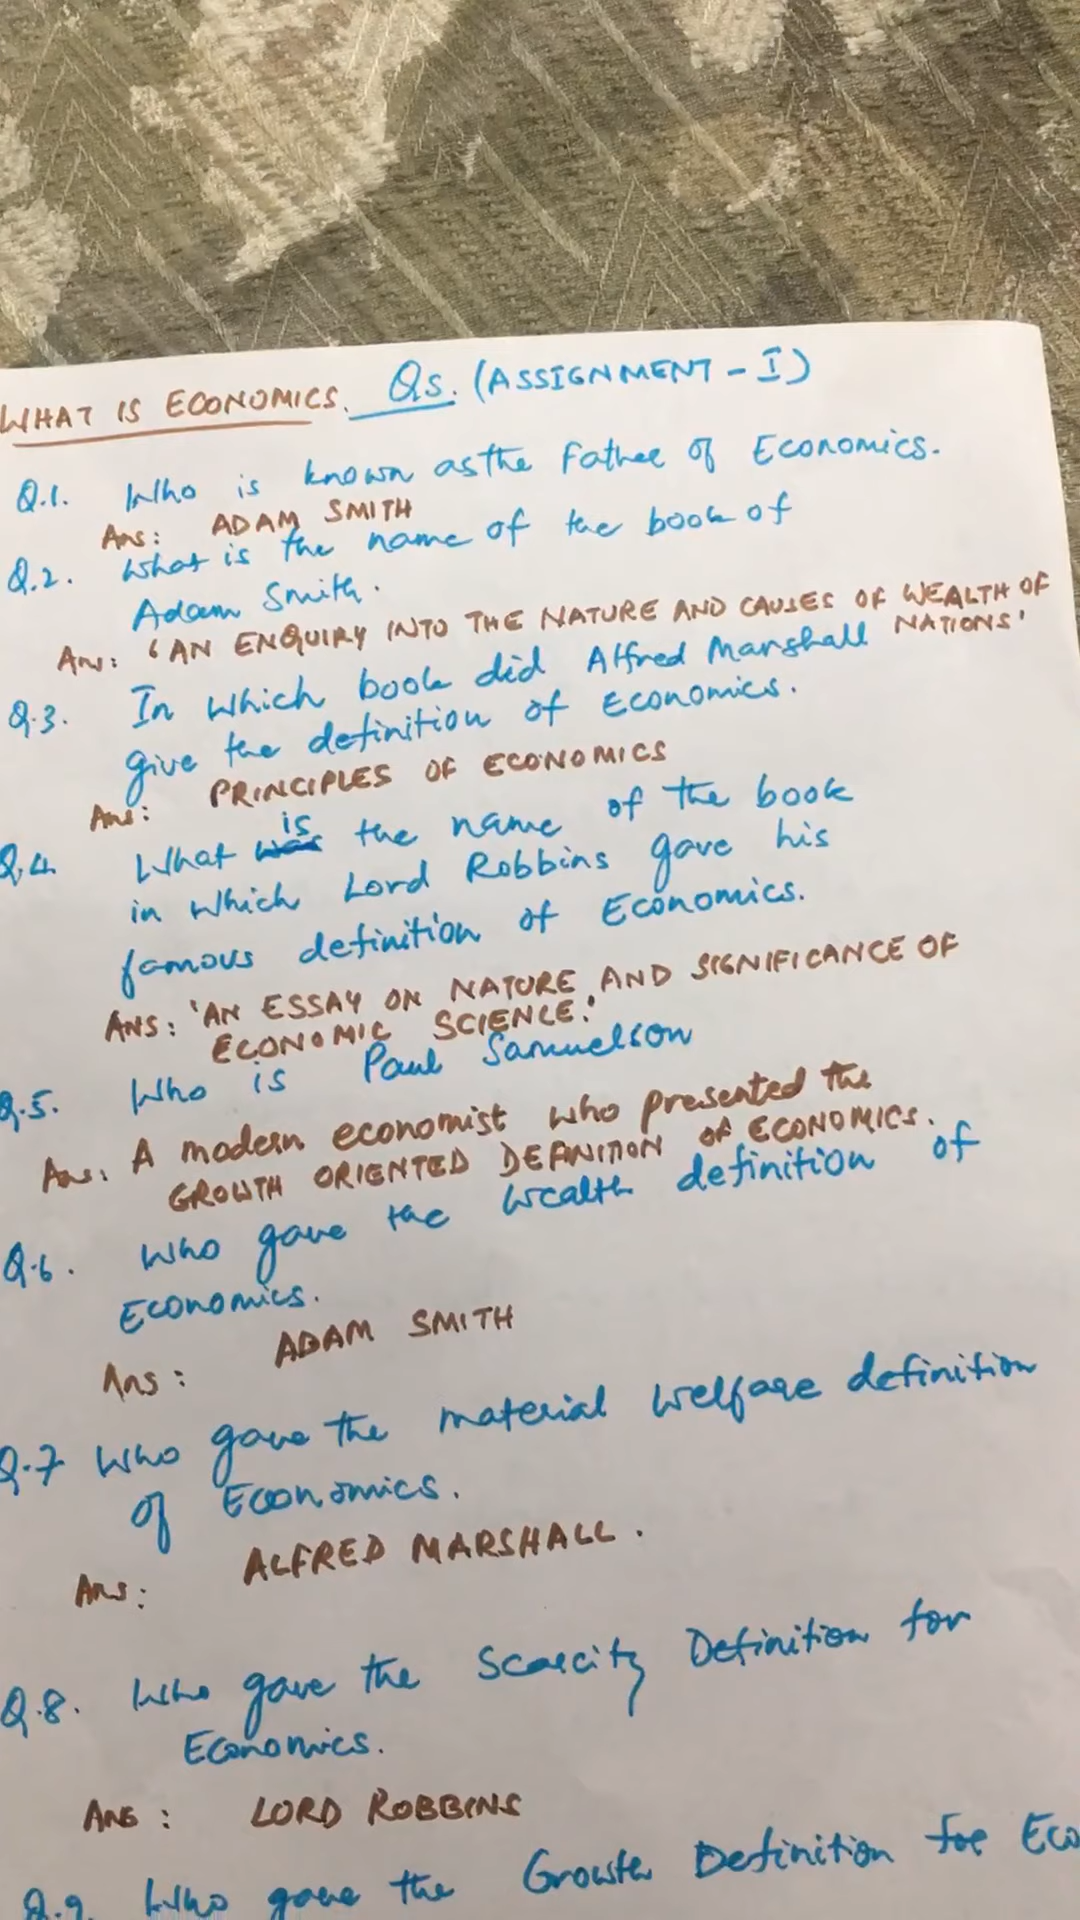 WHAT IS ECONOMICS. Qs. (ASSIGNMENT - I)
Q.1. Who is known as the Father of Economics.
Ans: ADAM SMITH
Q.2. What is the name of the book of
Adam Smith.
Ans: 'AN ENQUIRY INTO THE NATURE AND CAUSES OF WEALTH OF
NATIONS'
Q.3. In which book did Alfred Marshall
give the definition of Economics.
Ans: PRINCIPLES OF ECONOMICS
Q.4. What was is the name of the book
in which Lord Robbins gave his
famous definition of Economics.
ANS: 'AN ESSAY ON NATURE AND SIGNIFICANCE OF
ECONOMIC SCIENCE.'
Q.5. Who is Paul Samuelson
Ans: A modern economist who presented the
GROWTH ORIENTED DEFINITION OF ECONOMICS.
Q.6. Who gave the wealth definition of
Economics.
Ans: ADAM SMITH
Q.7 Who gave the material welfare definition
of Economics.
Ans: ALFRED MARSHALL.
Q.8. Who gave the Scarcity Definition for
Economics.
ANS: LORD ROBBINS
Q.9. Who gave the Growth Definition for Eco